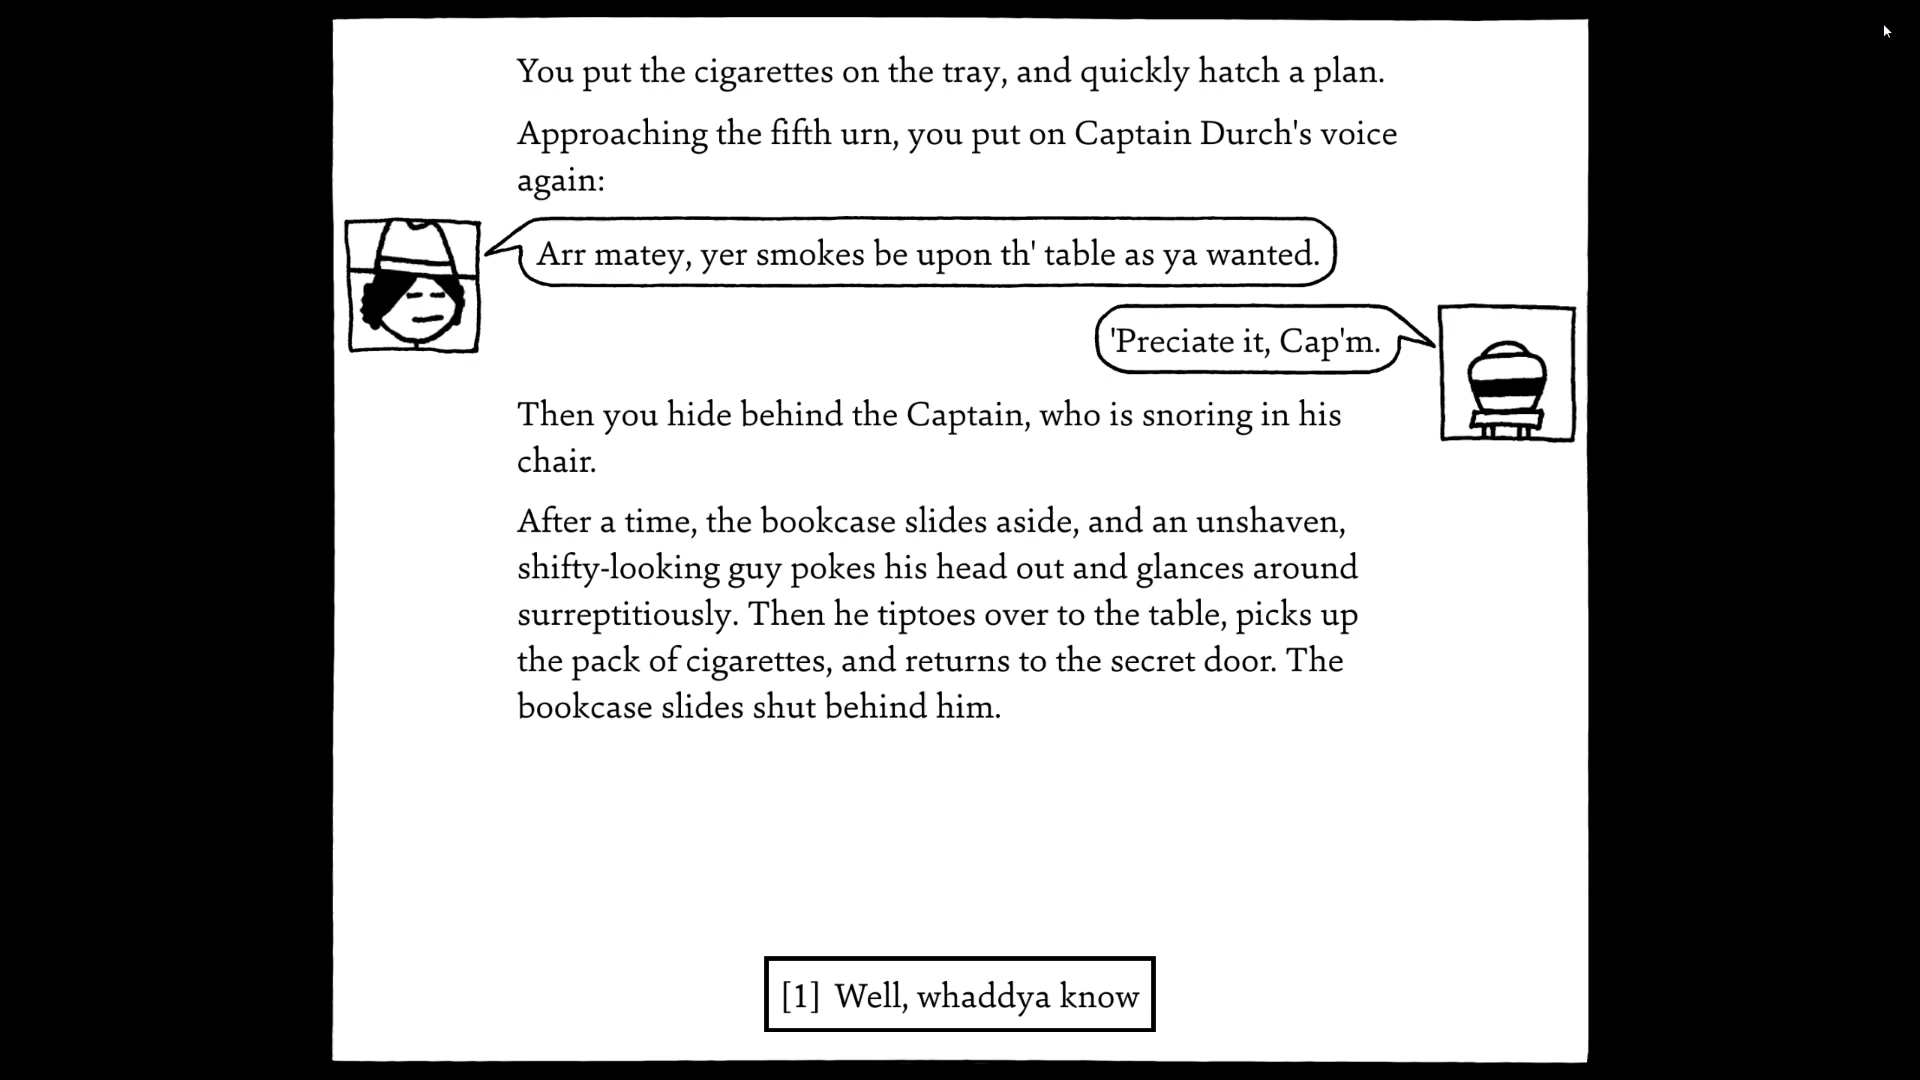 You put the cigarettes on the tray, and quickly hatch a plan.
Approaching the fifth urn, you put on Captain Durch's voice
again:
Arr matey, yer smokes be upon th' table as ya wanted.
'Preciate it, Cap'm.
Then you hide behind the Captain, who is snoring in his
chair.
After a time, the bookcase slides aside, and an unshaven,
shifty-looking guy pokes his head out and glances around
surreptitiously. Then he tiptoes over to the table, picks up
the pack of cigarettes, and returns to the secret door. The
bookcase slides shut behind him.
[1] Well, whaddya know